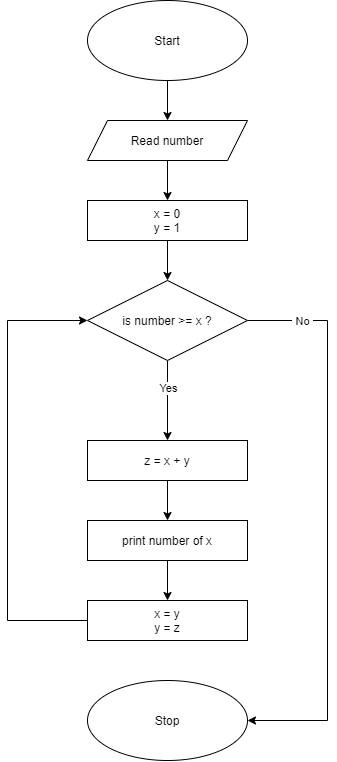 Start
Read number
x = 0
y = 1
is number >= x ?
No
Yes
z = x + y
print number of x
x = y
y = z
Stop